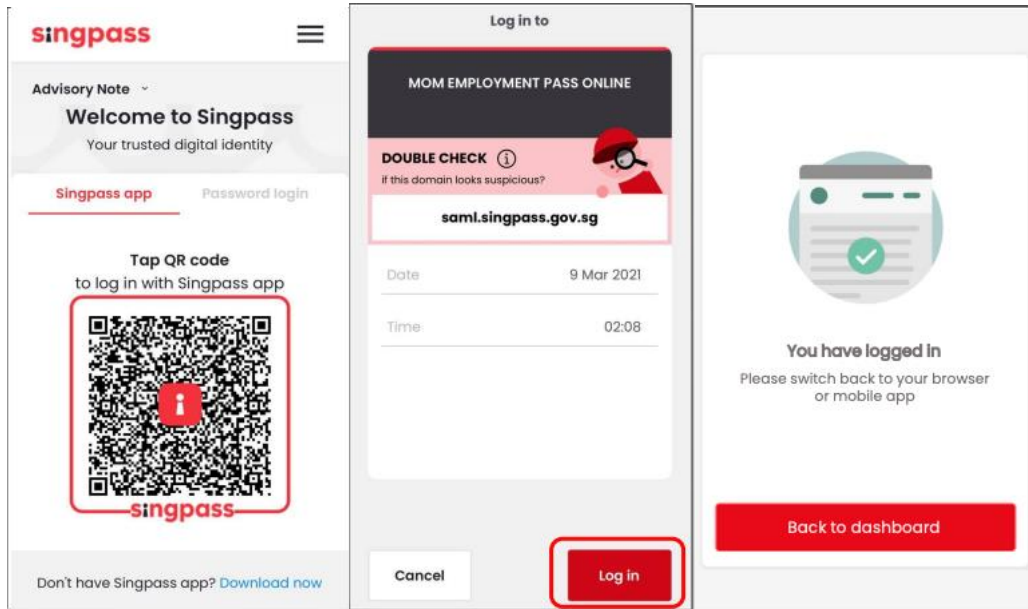 singpass
Advisory Note
Welcome to Singpass
Your trusted digital identity
Singpass app
Password login
Tap QR code
to log in with Singpass app
singpass
Don't have Singpass app? Download now
Log in to
MOM EMPLOYMENT PASS ONLINE
DOUBLE CHECK i
if this domain looks suspicious?
saml.singpass.gov.sg
Date 9 Mar 2021
Time 02:08
Cancel
Log in
You have logged in
Please switch back to your browser
or mobile app
Back to dashboard